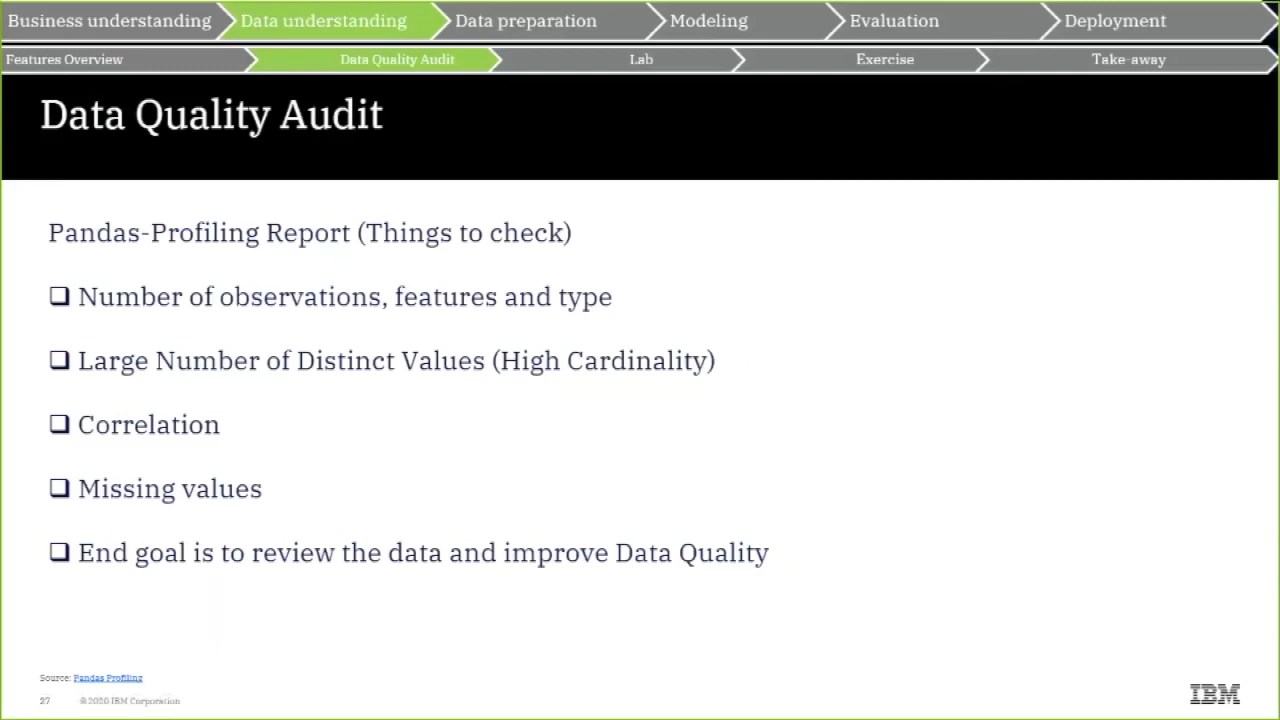 Business understanding
Data understanding
Data preparation
Modeling
Evaluation
Deployment
Features Overview
Data Quality Audit
Lab
Exercise
Take-away
Data Quality Audit
Pandas-Profiling Report (Things to check)
Number of observations, features and type
Large Number of Distinct Values (High Cardinality)
Correlation
Missing values
End goal is to review the data and improve Data Quality
Source: Pandas Profiling
27 ©2020 IBM Corporation
IBM